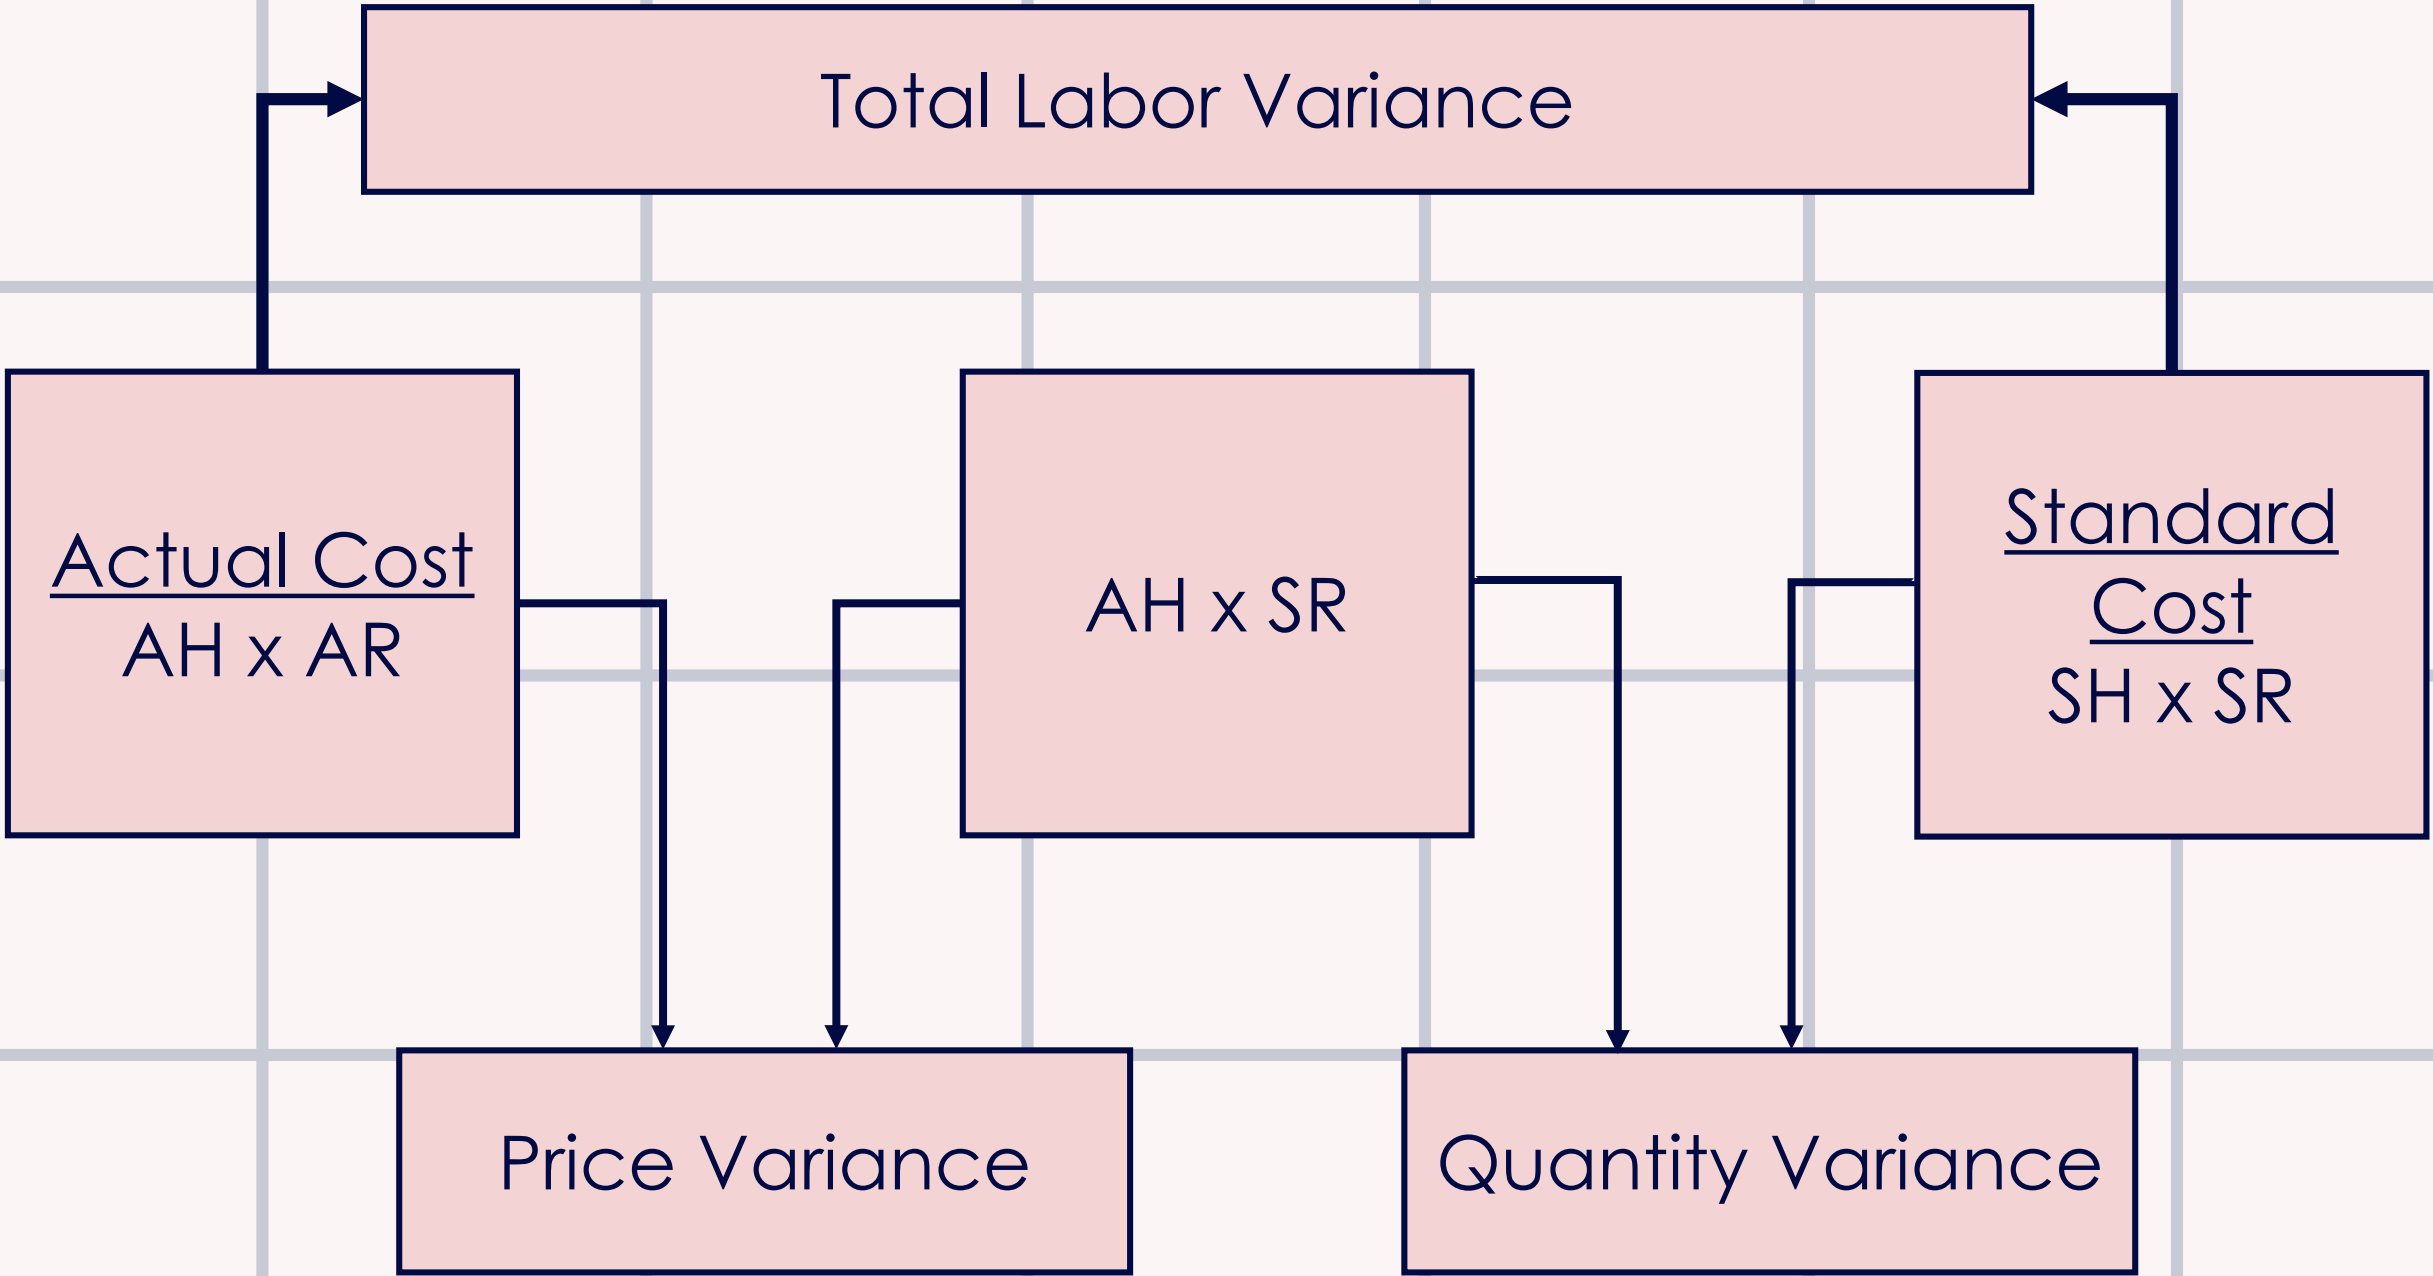 Total Labor Variance
Actual Cost
AH x AR
AH x SR
Standard
Cost
SH x SR
Price Variance
Quantity Variance